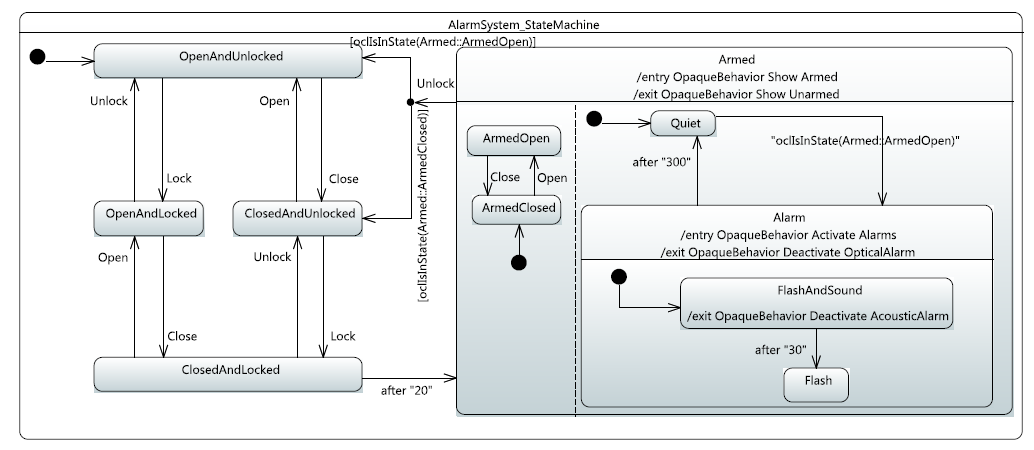 AlarmSystem_StateMachine
[oclIsInState(Armed::ArmedOpen)]
OpenAndUnlocked
Armed
/entry OpaqueBehavior Show Armed
/exit OpaqueBehavior Show Unarmed
Unlock
Unlock
Open
Quiet
ArmedOpen
"oclIsInState(Armed::ArmedOpen)"
after "300"
Lock
Close
Close
Open
[oclIsInState(Armed::ArmedClosed)]
OpenAndLocked
ClosedAndUnlocked
ArmedClosed
Alarm
/entry OpaqueBehavior Activate Alarms
/exit OpaqueBehavior Deactivate OpticalAlarm
Open
Unlock
FlashAndSound
/exit OpaqueBehavior Deactivate AcousticAlarm
Close
Lock
after "30"
ClosedAndLocked
after "20"
Flash